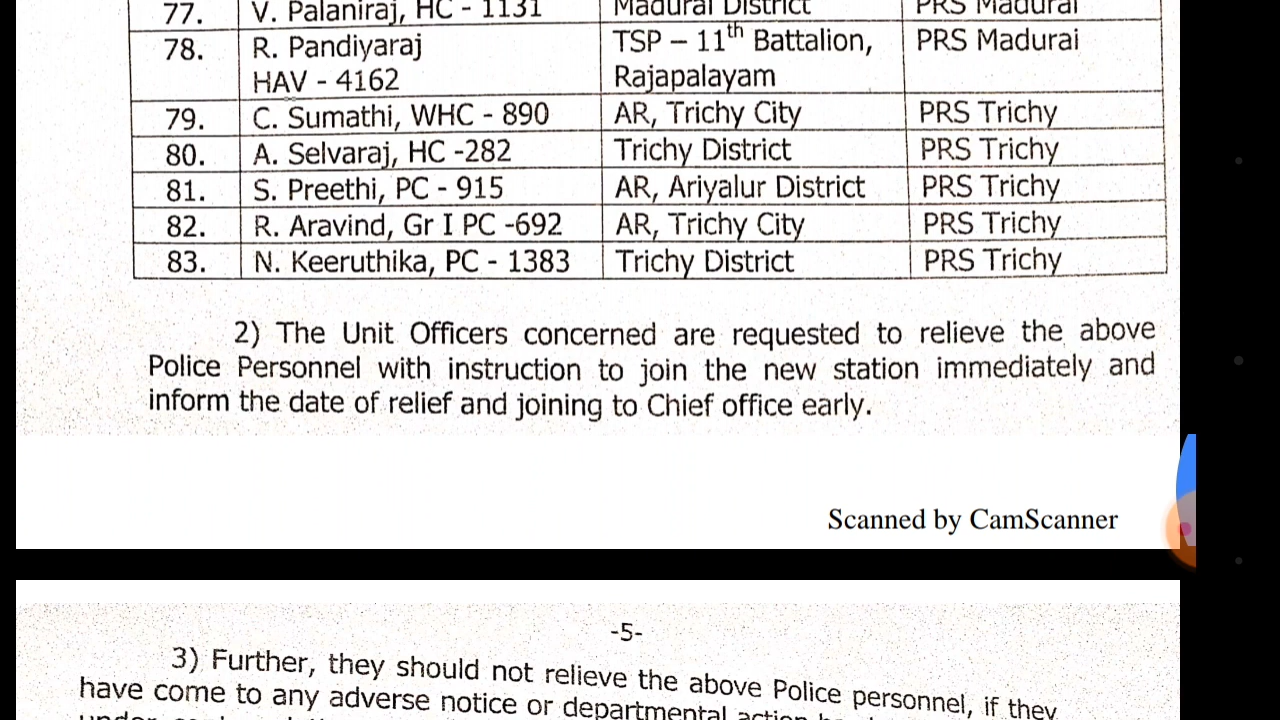 77. V. Palaniraj, HC - 1131 Madurai District PRS Madurai
78. R. Pandiyaraj TSP – 11th Battalion, PRS Madurai
HAV - 4162 Rajapalayam
79. C. Sumathi, WHC - 890 AR, Trichy City PRS Trichy
80. A. Selvaraj, HC -282 Trichy District PRS Trichy
81. S. Preethi, PC - 915 AR, Ariyalur District PRS Trichy
82. R. Aravind, Gr I PC -692 AR, Trichy City PRS Trichy
83. N. Keeruthika, PC - 1383 Trichy District PRS Trichy
2) The Unit Officers concerned are requested to relieve the above
Police Personnel with instruction to join the new station immediately and
inform the date of relief and joining to Chief office early.
Scanned by CamScanner
-5-
3) Further, they should not relieve the above Police personnel, if they
have come to any adverse notice or departmental action